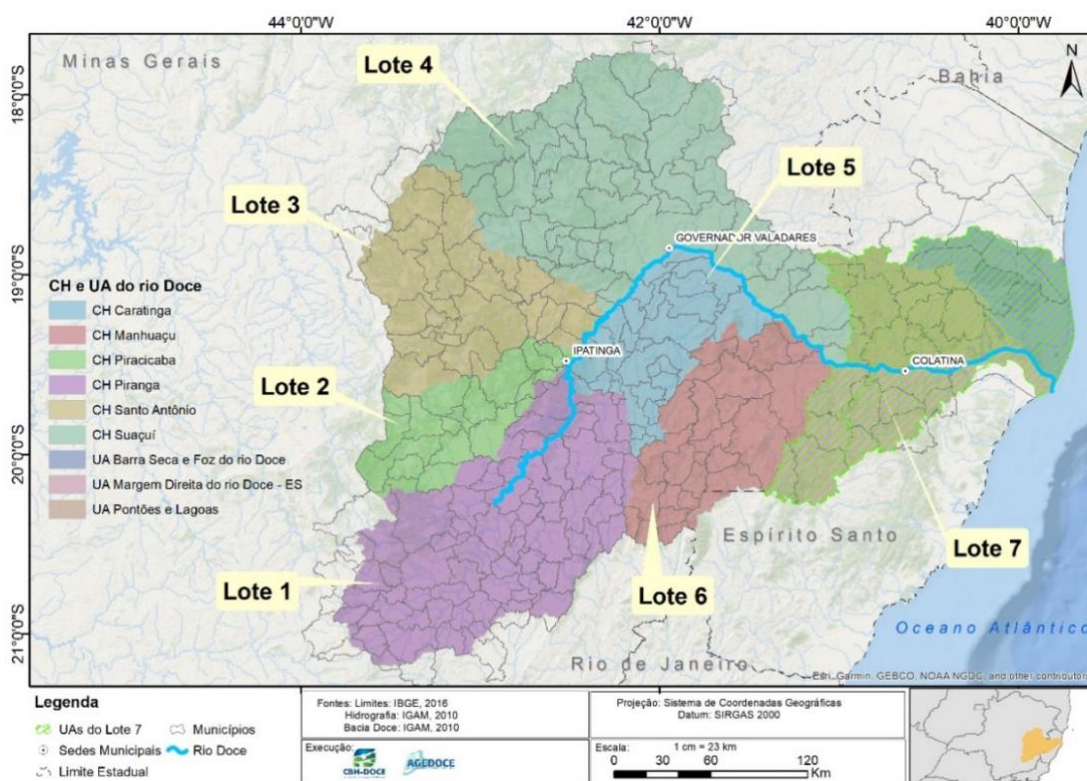 44°0'0"W
42°0'0"W
40°0'0"W
18°0'0"S
19°0'0"S
20°0'0"S
21°0'0"S
Minas Gerais
Bahia
N
Lote 4
Lote 5
Lote 3
GOVERNADOR VALADARES
CH e UA do rio Doce
CH Caratinga
CH Manhuaçu
CH Piracicaba
CH Piranga
CH Santo Antônio
CH Suaçuí
UA Barra Seca e Foz do rio Doce
UA Margem Direita do rio Doce - ES
UA Pontões e Lagoas
IPATINGA
COLATINA
Lote 2
Espírito Santo
Lote 7
Lote 1
Lote 6
Oceano Atlântico
Rio de Janeiro
Esri, Garmin, GEBCO, NOAA NGDC, and other contributors
Legenda
UAs do Lote 7
Municípios
Sedes Municipais
Rio Doce
Limite Estadual
Fontes: Limites: IBGE, 2016
Hidrografia: IGAM, 2010
Bacia Doce: IGAM, 2010
Execução:
CBH-DOCE
AGEDOCE
Projeção: Sistema de Coordenadas Geográficas
Datum: SIRGAS 2000
Escala: 1 cm = 23 km
0 30 60 120
Km